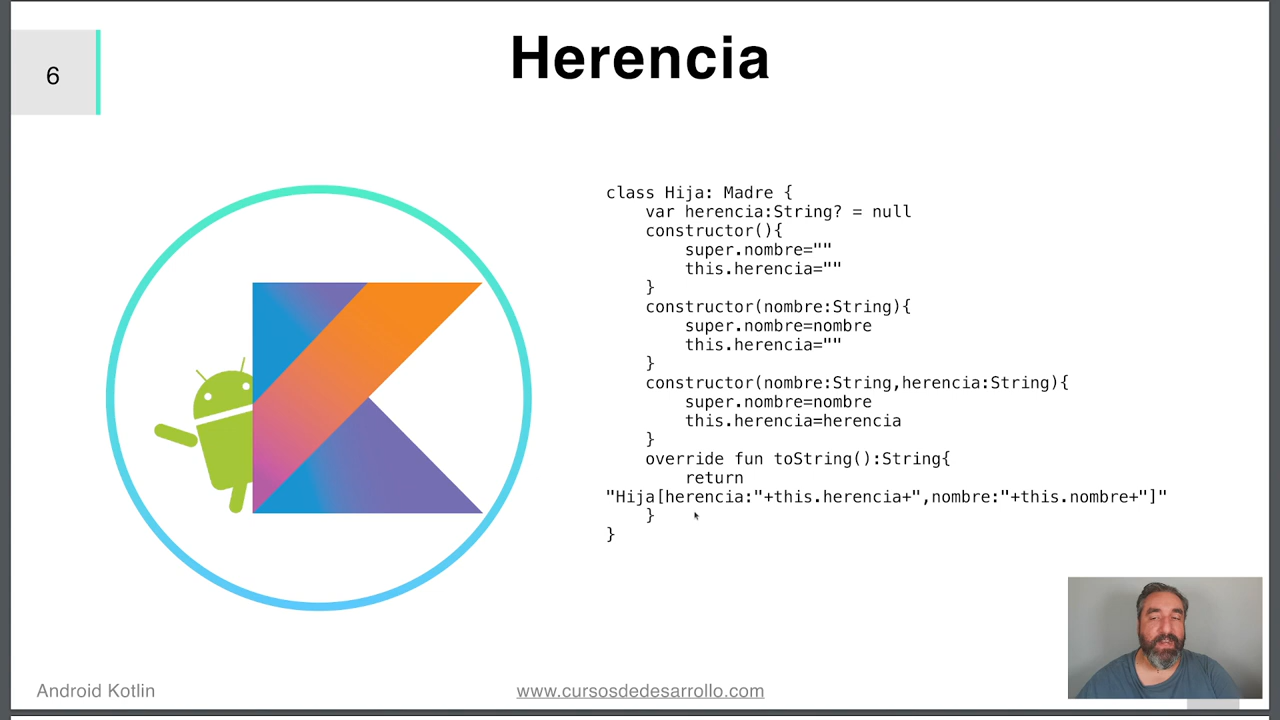 6
Herencia
class Hija: Madre {
    var herencia:String? = null
    constructor(){
        super.nombre=""
        this.herencia=""
    }
    constructor(nombre:String){
        super.nombre=nombre
        this.herencia=""
    }
    constructor(nombre:String,herencia:String){
        super.nombre=nombre
        this.herencia=herencia
    }
    override fun toString():String{
        return
"Hija[herencia:"+this.herencia+",nombre:"+this.nombre+"]"
    }
}
Android Kotlin
www.cursosdedesarrollo.com